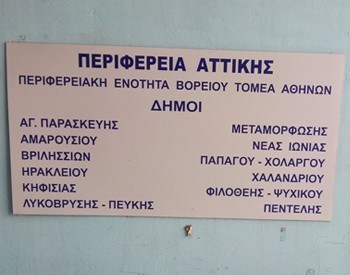 ΠΕΡΙΦΕΡΕΙΑ ΑΤΤΙΚΗΣ
ΠΕΡΙΦΕΡΕΙΑΚΗ ΕΝΟΤΗΤΑ ΒΟΡΕΙΟΥ ΤΟΜΕΑ ΑΘΗΝΩΝ
ΔΗΜΟΙ
ΑΓ. ΠΑΡΑΣΚΕΥΗΣ
ΑΜΑΡΟΥΣΙΟΥ
ΒΡΙΛΗΣΣΙΩΝ
ΗΡΑΚΛΕΙΟΥ
ΚΗΦΙΣΙΑΣ
ΛΥΚΟΒΡΥΣΗΣ - ΠΕΥΚΗΣ
ΜΕΤΑΜΟΡΦΩΣΗΣ
ΝΕΑΣ ΙΩΝΙΑΣ
ΠΑΠΑΓΟΥ - ΧΟΛΑΡΓΟΥ
ΧΑΛΑΝΔΡΙΟΥ
ΦΙΛΟΘΕΗΣ - ΨΥΧΙΚΟΥ
ΠΕΝΤΕΛΗΣ